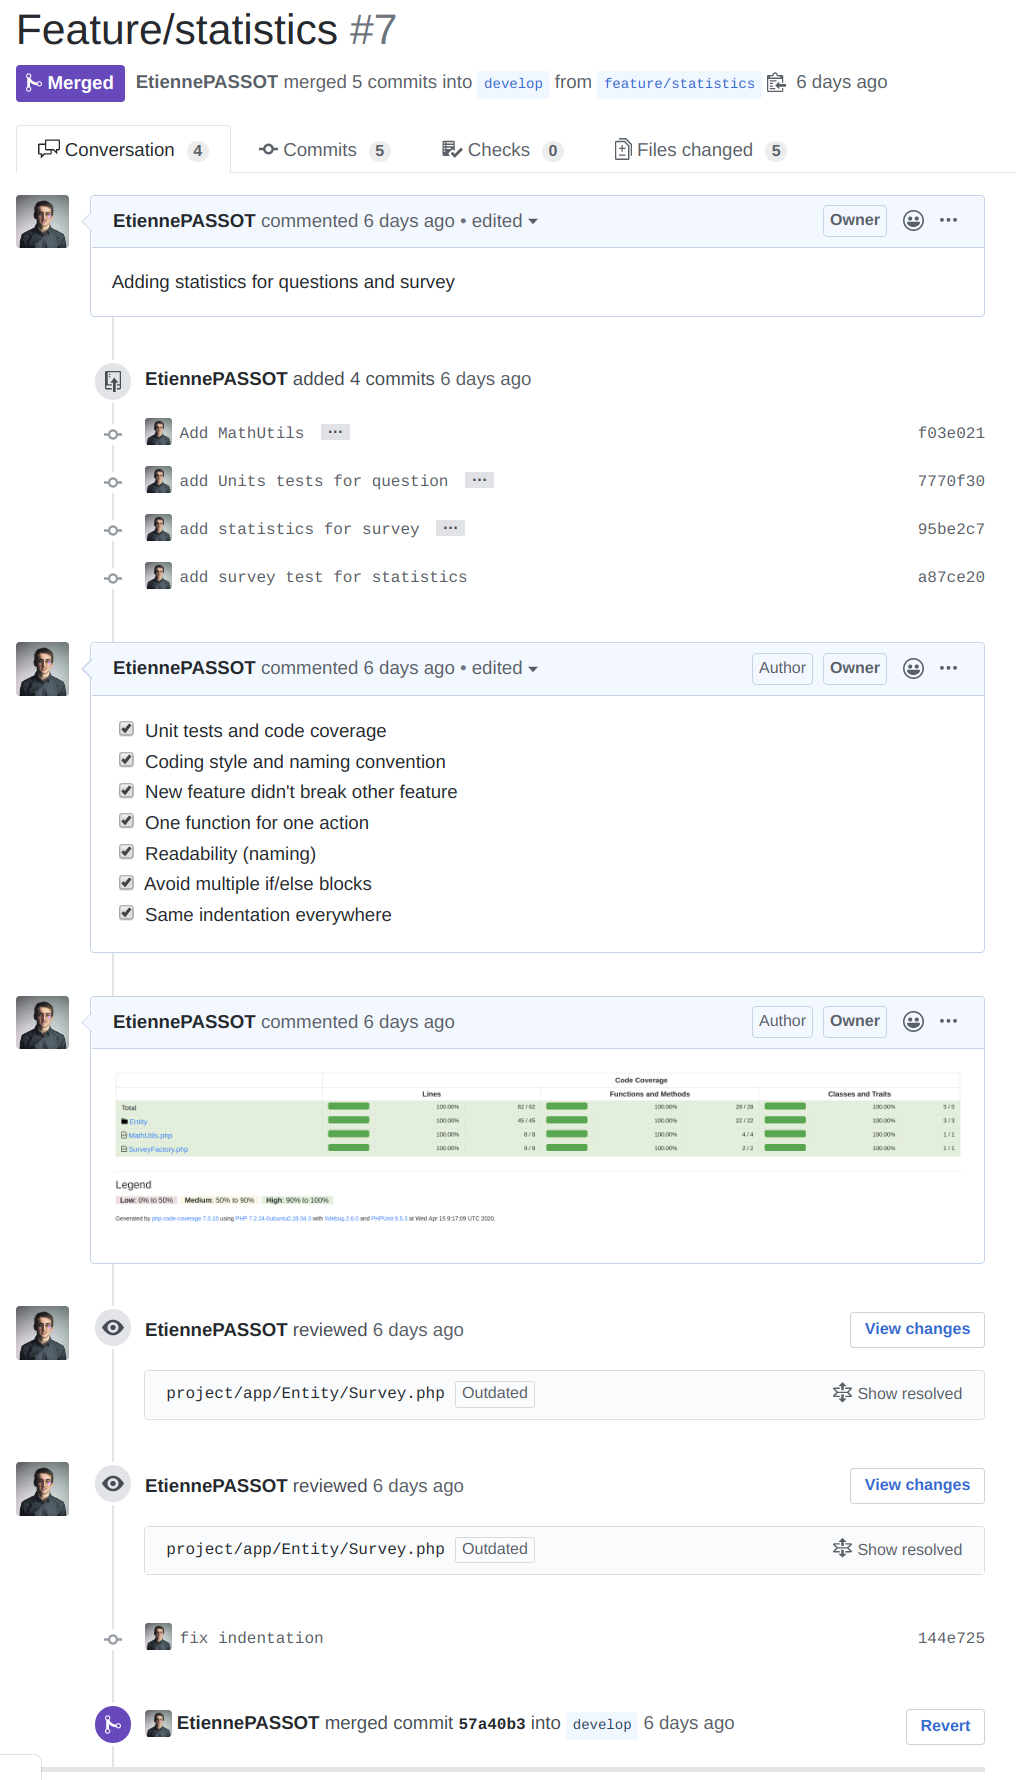 Feature/statistics #7
Merged EtiennePASSOT merged 5 commits into develop from feature/statistics 6 days ago
Conversation 4 Commits 5 Checks 0 Files changed 5
EtiennePASSOT commented 6 days ago • edited Owner
Adding statistics for questions and survey
EtiennePASSOT added 4 commits 6 days ago
Add MathUtils ... f03e021
add Units tests for question ... 7770f30
add statistics for survey ... 95be2c7
add survey test for statistics a87ce20
EtiennePASSOT commented 6 days ago • edited Author Owner
Unit tests and code coverage
Coding style and naming convention
New feature didn't break other feature
One function for one action
Readability (naming)
Avoid multiple if/else blocks
Same indentation everywhere
EtiennePASSOT commented 6 days ago Author Owner
Code Coverage
Lines Functions and Methods Classes and Traits
Total 100.00% 62 / 62 100.00% 28 / 28 100.00% 5 / 5
Entity 100.00% 45 / 45 100.00% 22 / 22 100.00% 3 / 3
MathUtils.php 100.00% 8 / 8 100.00% 4 / 4 100.00% 1 / 1
SurveyFactory.php 100.00% 9 / 9 100.00% 2 / 2 100.00% 1 / 1
Legend
Low: 0% to 50% Medium: 50% to 90% High: 90% to 100%
Generated by php-code-coverage 7.0.10 using PHP 7.2.24-0ubuntu0.18.04.3 with Xdebug 2.6.0 and PHPUnit 8.5.3 at Wed Apr 15 9:17:09 UTC 2020.
EtiennePASSOT reviewed 6 days ago View changes
project/app/Entity/Survey.php Outdated Show resolved
EtiennePASSOT reviewed 6 days ago View changes
project/app/Entity/Survey.php Outdated Show resolved
fix indentation 144e725
EtiennePASSOT merged commit 57a40b3 into develop 6 days ago Revert